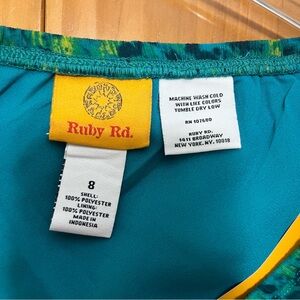 Ruby Rd.
8
SHELL:
100% POLYESTER
LINING:
100% POLYESTER
MADE IN
INDONESIA
MACHINE WASH COLD
WITH LIKE COLORS
TUMBLE DRY LOW
RN 107680
RUBY RD.
1411 BROADWAY
NEW YORK, NY. 10018